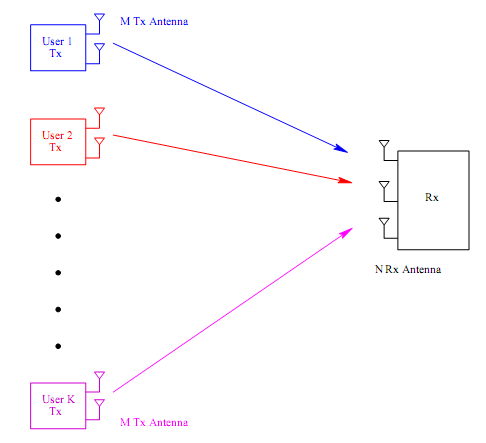 M Tx Antenna
User 1
Tx
User 2
Tx
Rx
N Rx Antenna
User K
Tx
M Tx Antenna